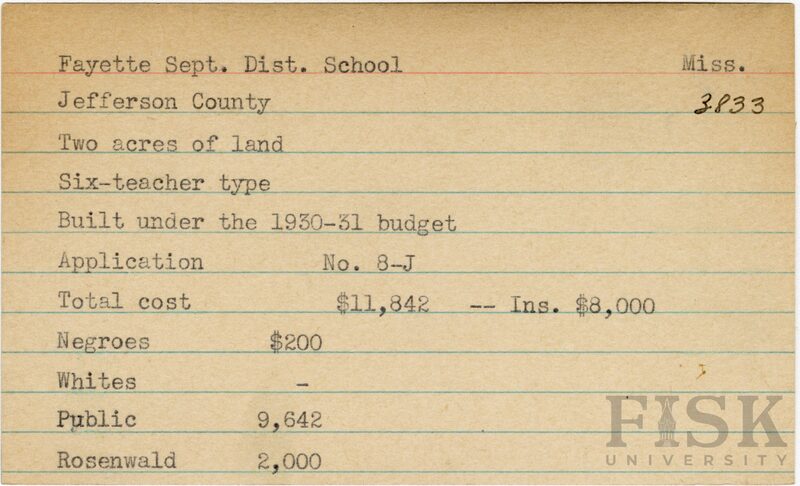 Fayette Sept. Dist. School Miss.
Jefferson County 3833
Two acres of land
Six-teacher type
Built under the 1930-31 budget
Application No. 8-J
Total cost $11,842 -- Ins. $8,000
Negroes $200
Whites -
Public 9,642
Rosenwald 2,000
FISK
UNIVERSITY